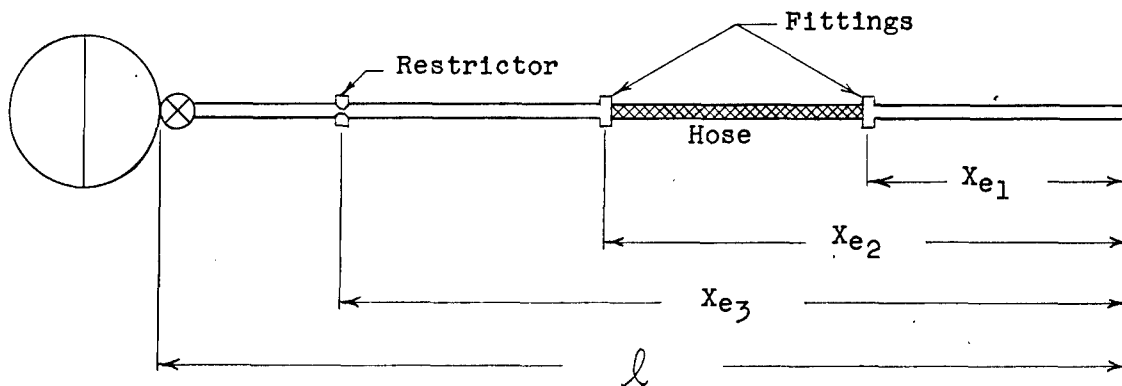 Fittings
Restrictor
Hose
Xe1
Xe2
Xe3
ℓ